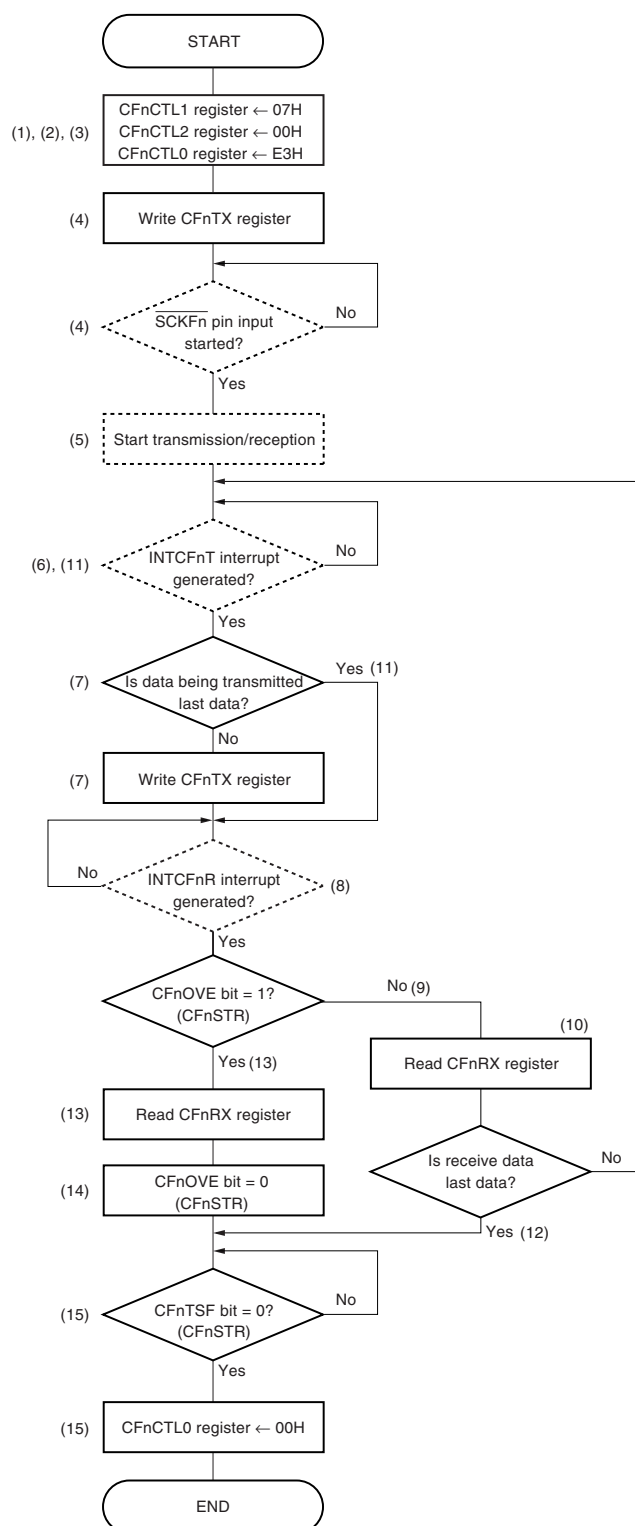 START
(1), (2), (3)
CFnCTL1 register ← 07H
CFnCTL2 register ← 00H
CFnCTL0 register ← E3H
(4)
Write CFnTX register
(4)
SCKFn pin input
started?
No
Yes
(5)
Start transmission/reception
(6), (11)
INTCFnT interrupt
generated?
No
Yes
(7)
Is data being transmitted
last data?
Yes (11)
No
(7)
Write CFnTX register
No
INTCFnR interrupt
generated?
(8)
Yes
CFnOVE bit = 1?
(CFnSTR)
No (9)
Yes (13)
(10)
Read CFnRX register
(13)
Read CFnRX register
Is receive data
last data?
No
Yes (12)
(14)
CFnOVE bit = 0
(CFnSTR)
(15)
CFnTSF bit = 0?
(CFnSTR)
No
Yes
(15)
CFnCTL0 register ← 00H
END